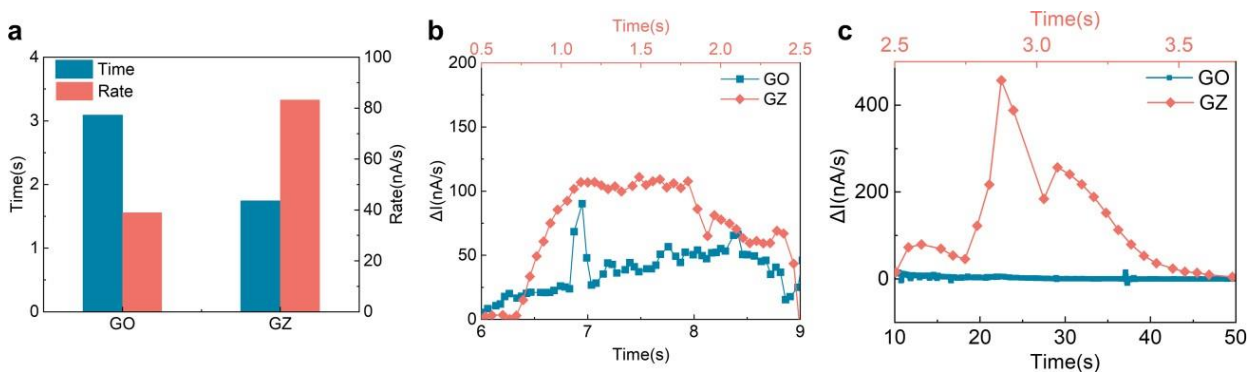 a
Time
Rate
Time(s)
4
3
2
1
0
GO
GZ
100
80
60
40
20
0
Rate(nA/s)
b
Time(s)
0.5
1.0
1.5
2.0
2.5
GO
GZ
ΔI(nA/s)
200
150
100
50
0
6
7
8
9
Time(s)
c
Time(s)
2.5
3.0
3.5
GO
GZ
ΔI(nA/s)
400
200
0
10
20
30
40
50
Time(s)